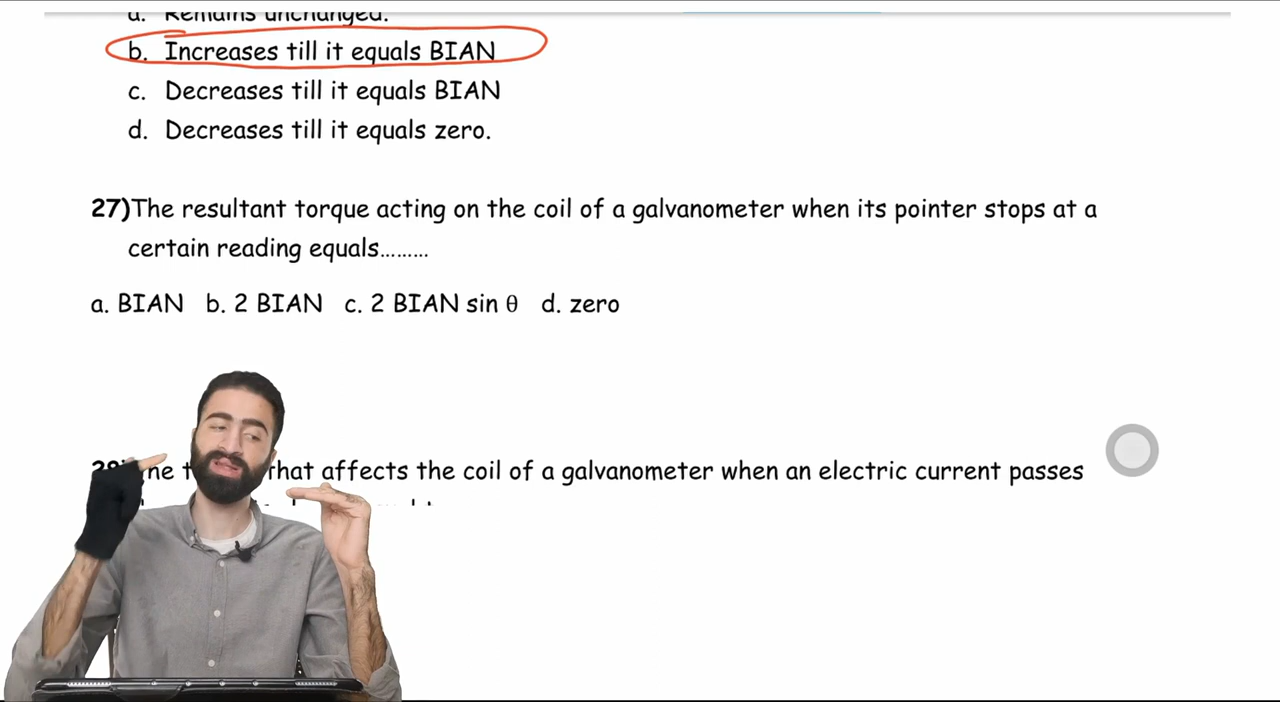 a. Remains unchanged.
b. Increases till it equals BIAN
c. Decreases till it equals BIAN
d. Decreases till it equals zero.
27)The resultant torque acting on the coil of a galvanometer when its pointer stops at a
certain reading equals.........
a. BIAN b. 2 BIAN c. 2 BIAN sin θ d. zero
that affects the coil of a galvanometer when an electric current passes